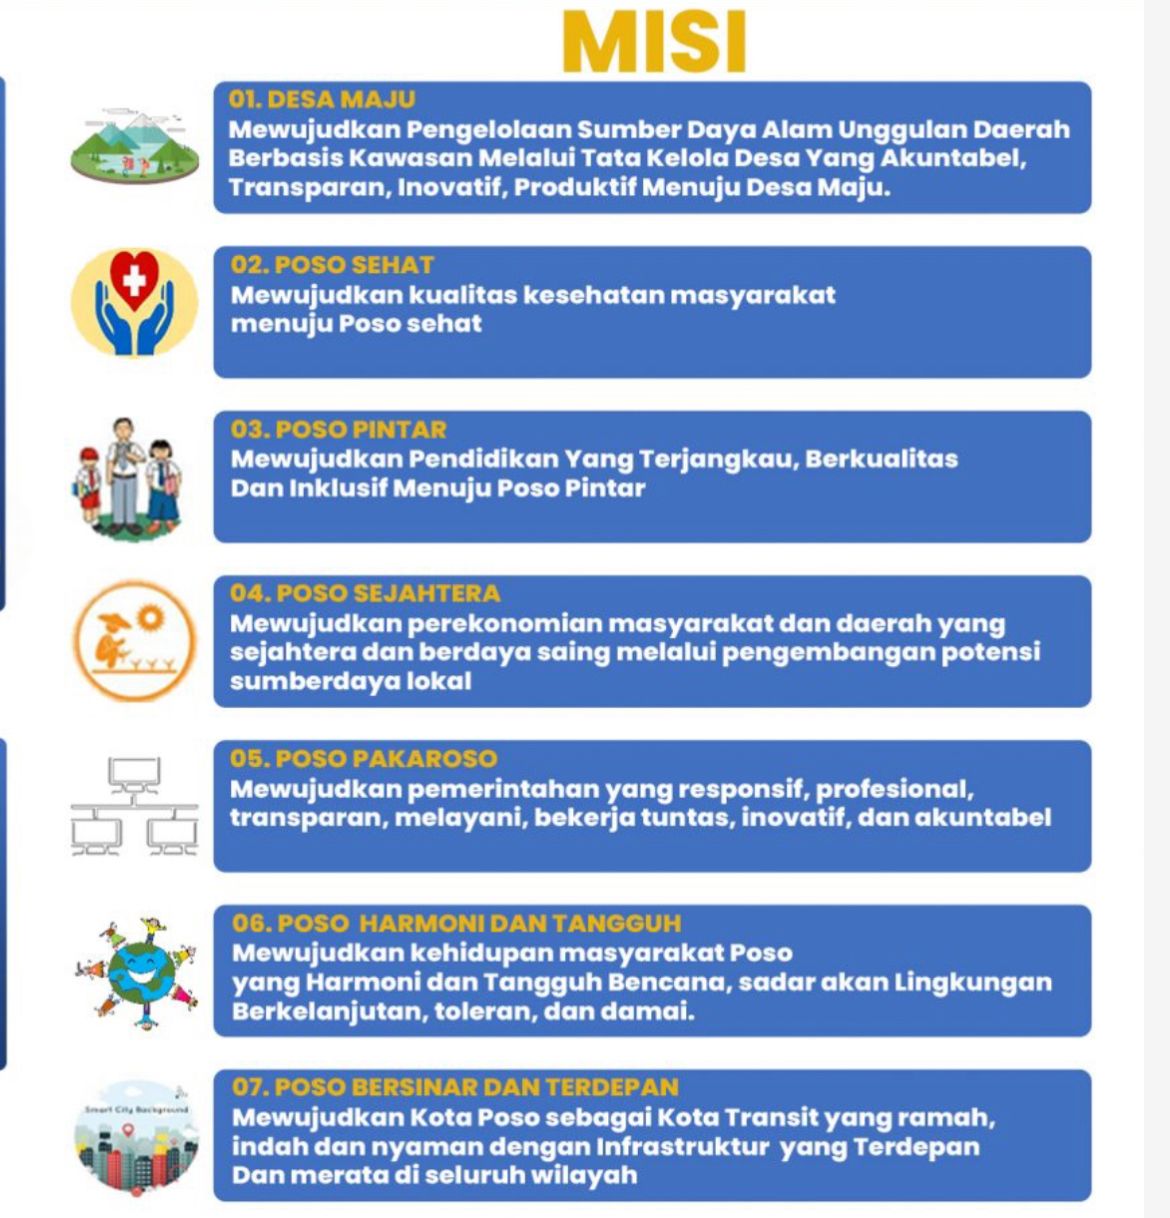 MISI
01. DESA MAJU
Mewujudkan Pengelolaan Sumber Daya Alam Unggulan Daerah
Berbasis Kawasan Melalui Tata Kelola Desa Yang Akuntabel,
Transparan, Inovatif, Produktif Menuju Desa Maju.
02. POSO SEHAT
Mewujudkan kualitas kesehatan masyarakat
menuju Poso sehat
03. POSO PINTAR
Mewujudkan Pendidikan Yang Terjangkau, Berkualitas
Dan Inklusif Menuju Poso Pintar
04. POSO SEJAHTERA
Mewujudkan perekonomian masyarakat dan daerah yang
sejahtera dan berdaya saing melalui pengembangan potensi
sumberdaya lokal
05. POSO PAKAROSO
Mewujudkan pemerintahan yang responsif, profesional,
transparan, melayani, bekerja tuntas, inovatif, dan akuntabel
06. POSO HARMONI DAN TANGGUH
Mewujudkan kehidupan masyarakat Poso
yang Harmoni dan Tangguh Bencana, sadar akan Lingkungan
Berkelanjutan, toleran, dan damai.
Smart City Background
07. POSO BERSINAR DAN TERDEPAN
Mewujudkan Kota Poso sebagai Kota Transit yang ramah,
indah dan nyaman dengan Infrastruktur yang Terdepan
Dan merata di seluruh wilayah